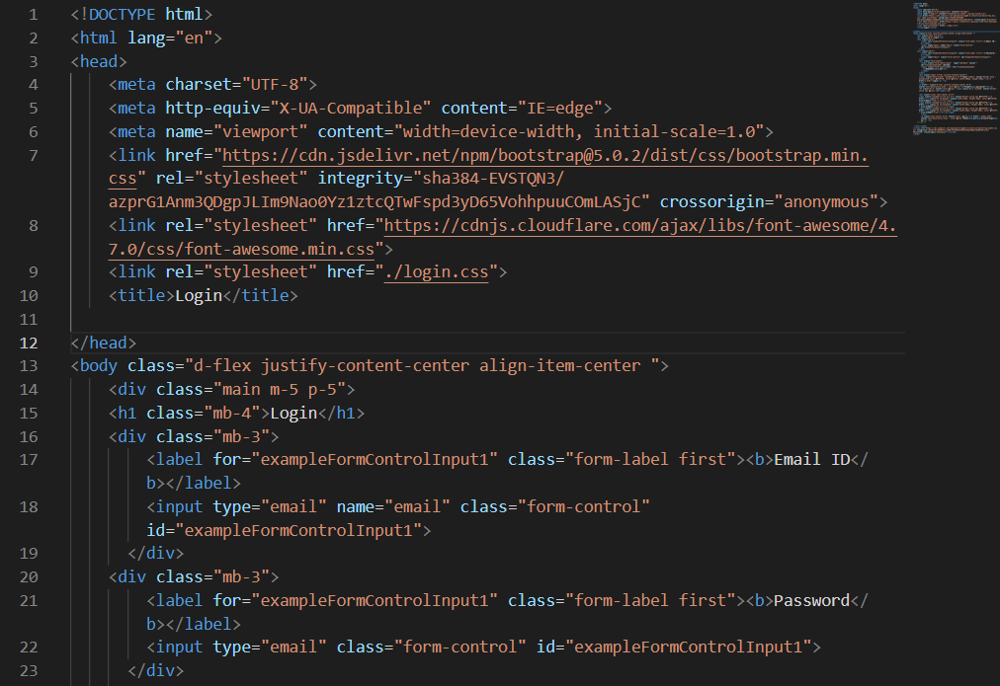 1 <!DOCTYPE html>
2 <html lang="en">
3 <head>
4 <meta charset="UTF-8">
5 <meta http-equiv="X-UA-Compatible" content="IE=edge">
6 <meta name="viewport" content="width=device-width, initial-scale=1.0">
7 <link href="https://cdn.jsdelivr.net/npm/bootstrap@5.0.2/dist/css/bootstrap.min.
css" rel="stylesheet" integrity="sha384-EVSTQN3/
azprG1Anm3QDgpJLIm9Nao0Yz1ztcQTwFspd3yD65VohhpuuCOmLASjC" crossorigin="anonymous">
8 <link rel="stylesheet" href="https://cdnjs.cloudflare.com/ajax/libs/font-awesome/4.
7.0/css/font-awesome.min.css">
9 <link rel="stylesheet" href="./login.css">
10 <title>Login</title>
11
12 </head>
13 <body class="d-flex justify-content-center align-item-center ">
14 <div class="main m-5 p-5">
15 <h1 class="mb-4">Login</h1>
16 <div class="mb-3">
17 <label for="exampleFormControlInput1" class="form-label first"><b>Email ID</
b></label>
18 <input type="email" name="email" class="form-control"
id="exampleFormControlInput1">
19 </div>
20 <div class="mb-3">
21 <label for="exampleFormControlInput1" class="form-label first"><b>Password</
b></label>
22 <input type="email" class="form-control" id="exampleFormControlInput1">
23 </div>